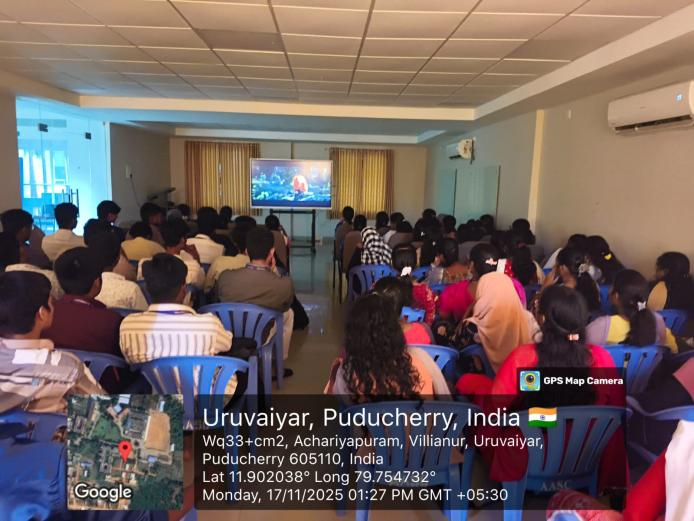 GPS Map Camera
Uruvaiyar, Puducherry, India
Wq33+cm2, Achariyapuram, Villianur, Uruvaiyar,
Puducherry 605110, India
Lat 11.902038° Long 79.754732°
Monday, 17/11/2025 01:27 PM GMT +05:30
Google
AASC